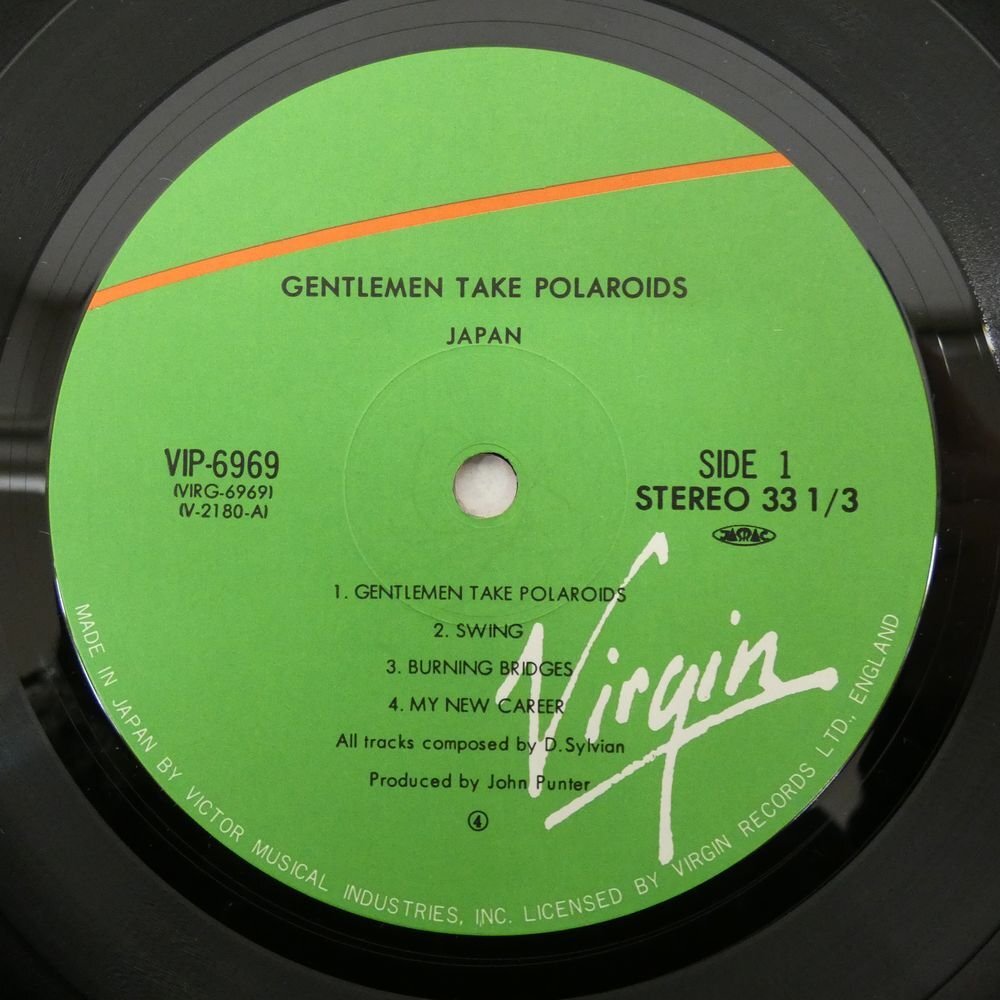 GENTLEMEN TAKE POLAROIDS
JAPAN
VIP-6969
(VIRG-6969)
(V-2180-A)
SIDE 1
STEREO 33 1/3
JASRAC
1. GENTLEMEN TAKE POLAROIDS
2. SWING
3. BURNING BRIDGES
4. MY NEW CAREER
All tracks composed by D.Sylvian
Produced by John Punter
④
Virgin
MADE IN JAPAN BY VICTOR MUSICAL INDUSTRIES, INC. LICENSED BY VIRGIN RECORDS LTD., ENGLAND